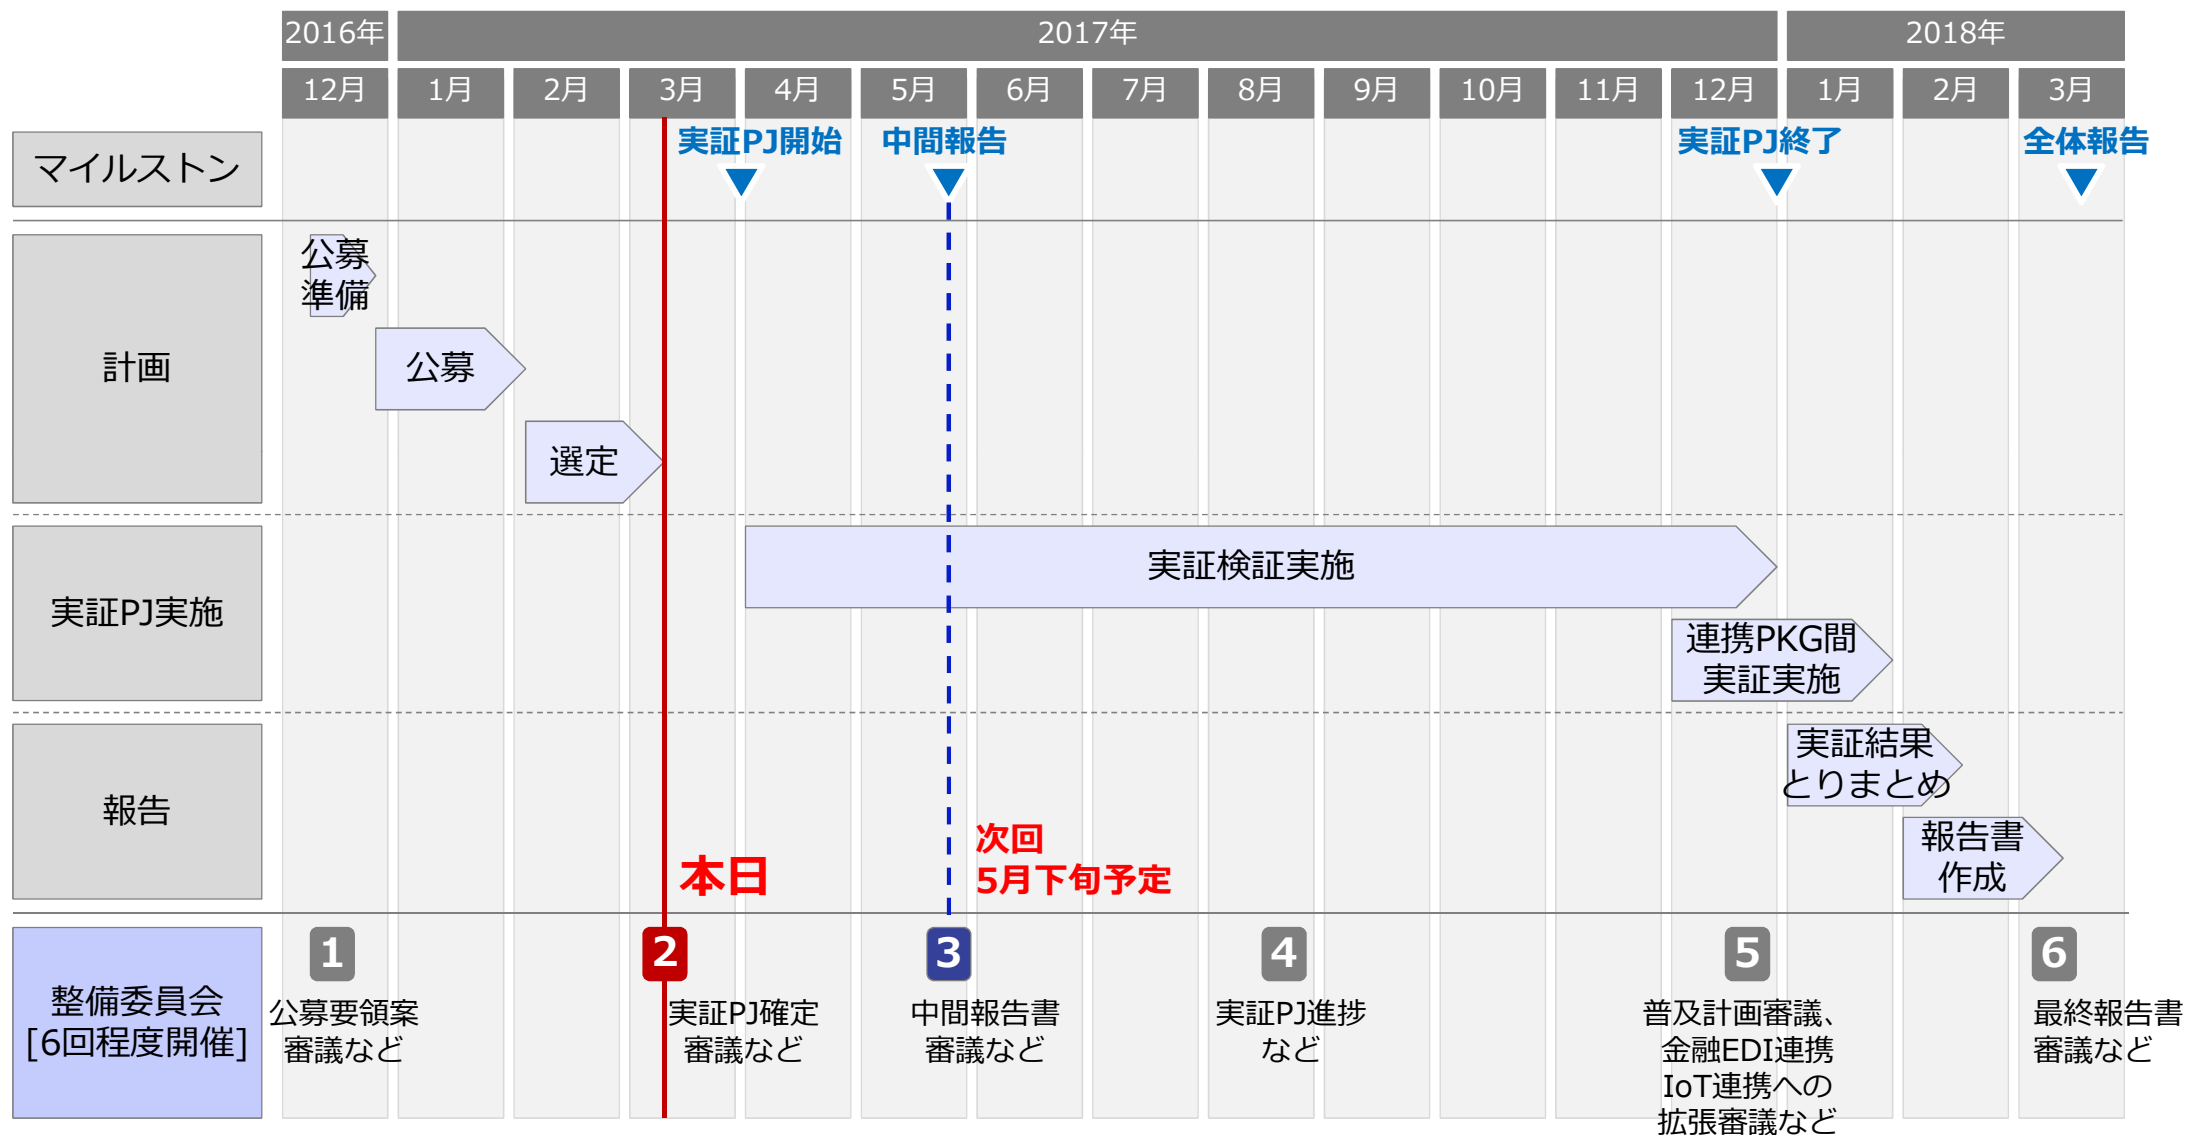 2016年
2017年
2018年
12月
1月
2月
3月
4月
5月
6月
7月
8月
9月
10月
11月
12月
1月
2月
3月
マイルストン
実証PJ開始
中間報告
実証PJ終了
全体報告
計画
公募
準備
公募
選定
実証PJ実施
実証検証実施
連携PKG間
実証実施
報告
実証結果
とりまとめ
報告書
作成
本日
次回
5月下旬予定
整備委員会
[6回程度開催]
1
公募要領案
審議など
2
実証PJ確定
審議など
3
中間報告書
審議など
4
実証PJ進捗
など
5
普及計画審議、
金融EDI連携
IoT連携への
拡張審議など
6
最終報告書
審議など